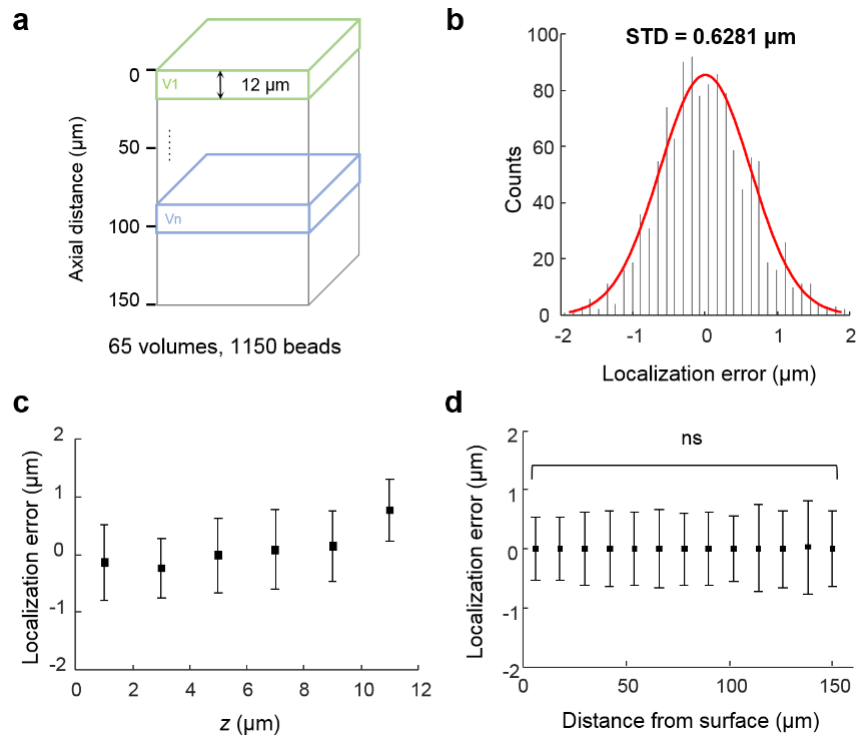 a
Axial distance (µm)
0
50
100
150
V1
12 µm
Vn
65 volumes, 1150 beads
b
STD = 0.6281 µm
Counts
100
80
60
40
20
0
-2 -1 0 1 2
Localization error (µm)
c
Localization error (µm)
2
1
0
-1
-2
0 2 4 6 8 10 12
z (µm)
d
ns
Localization error (µm)
2
1
0
-1
-2
0 50 100 150
Distance from surface (µm)